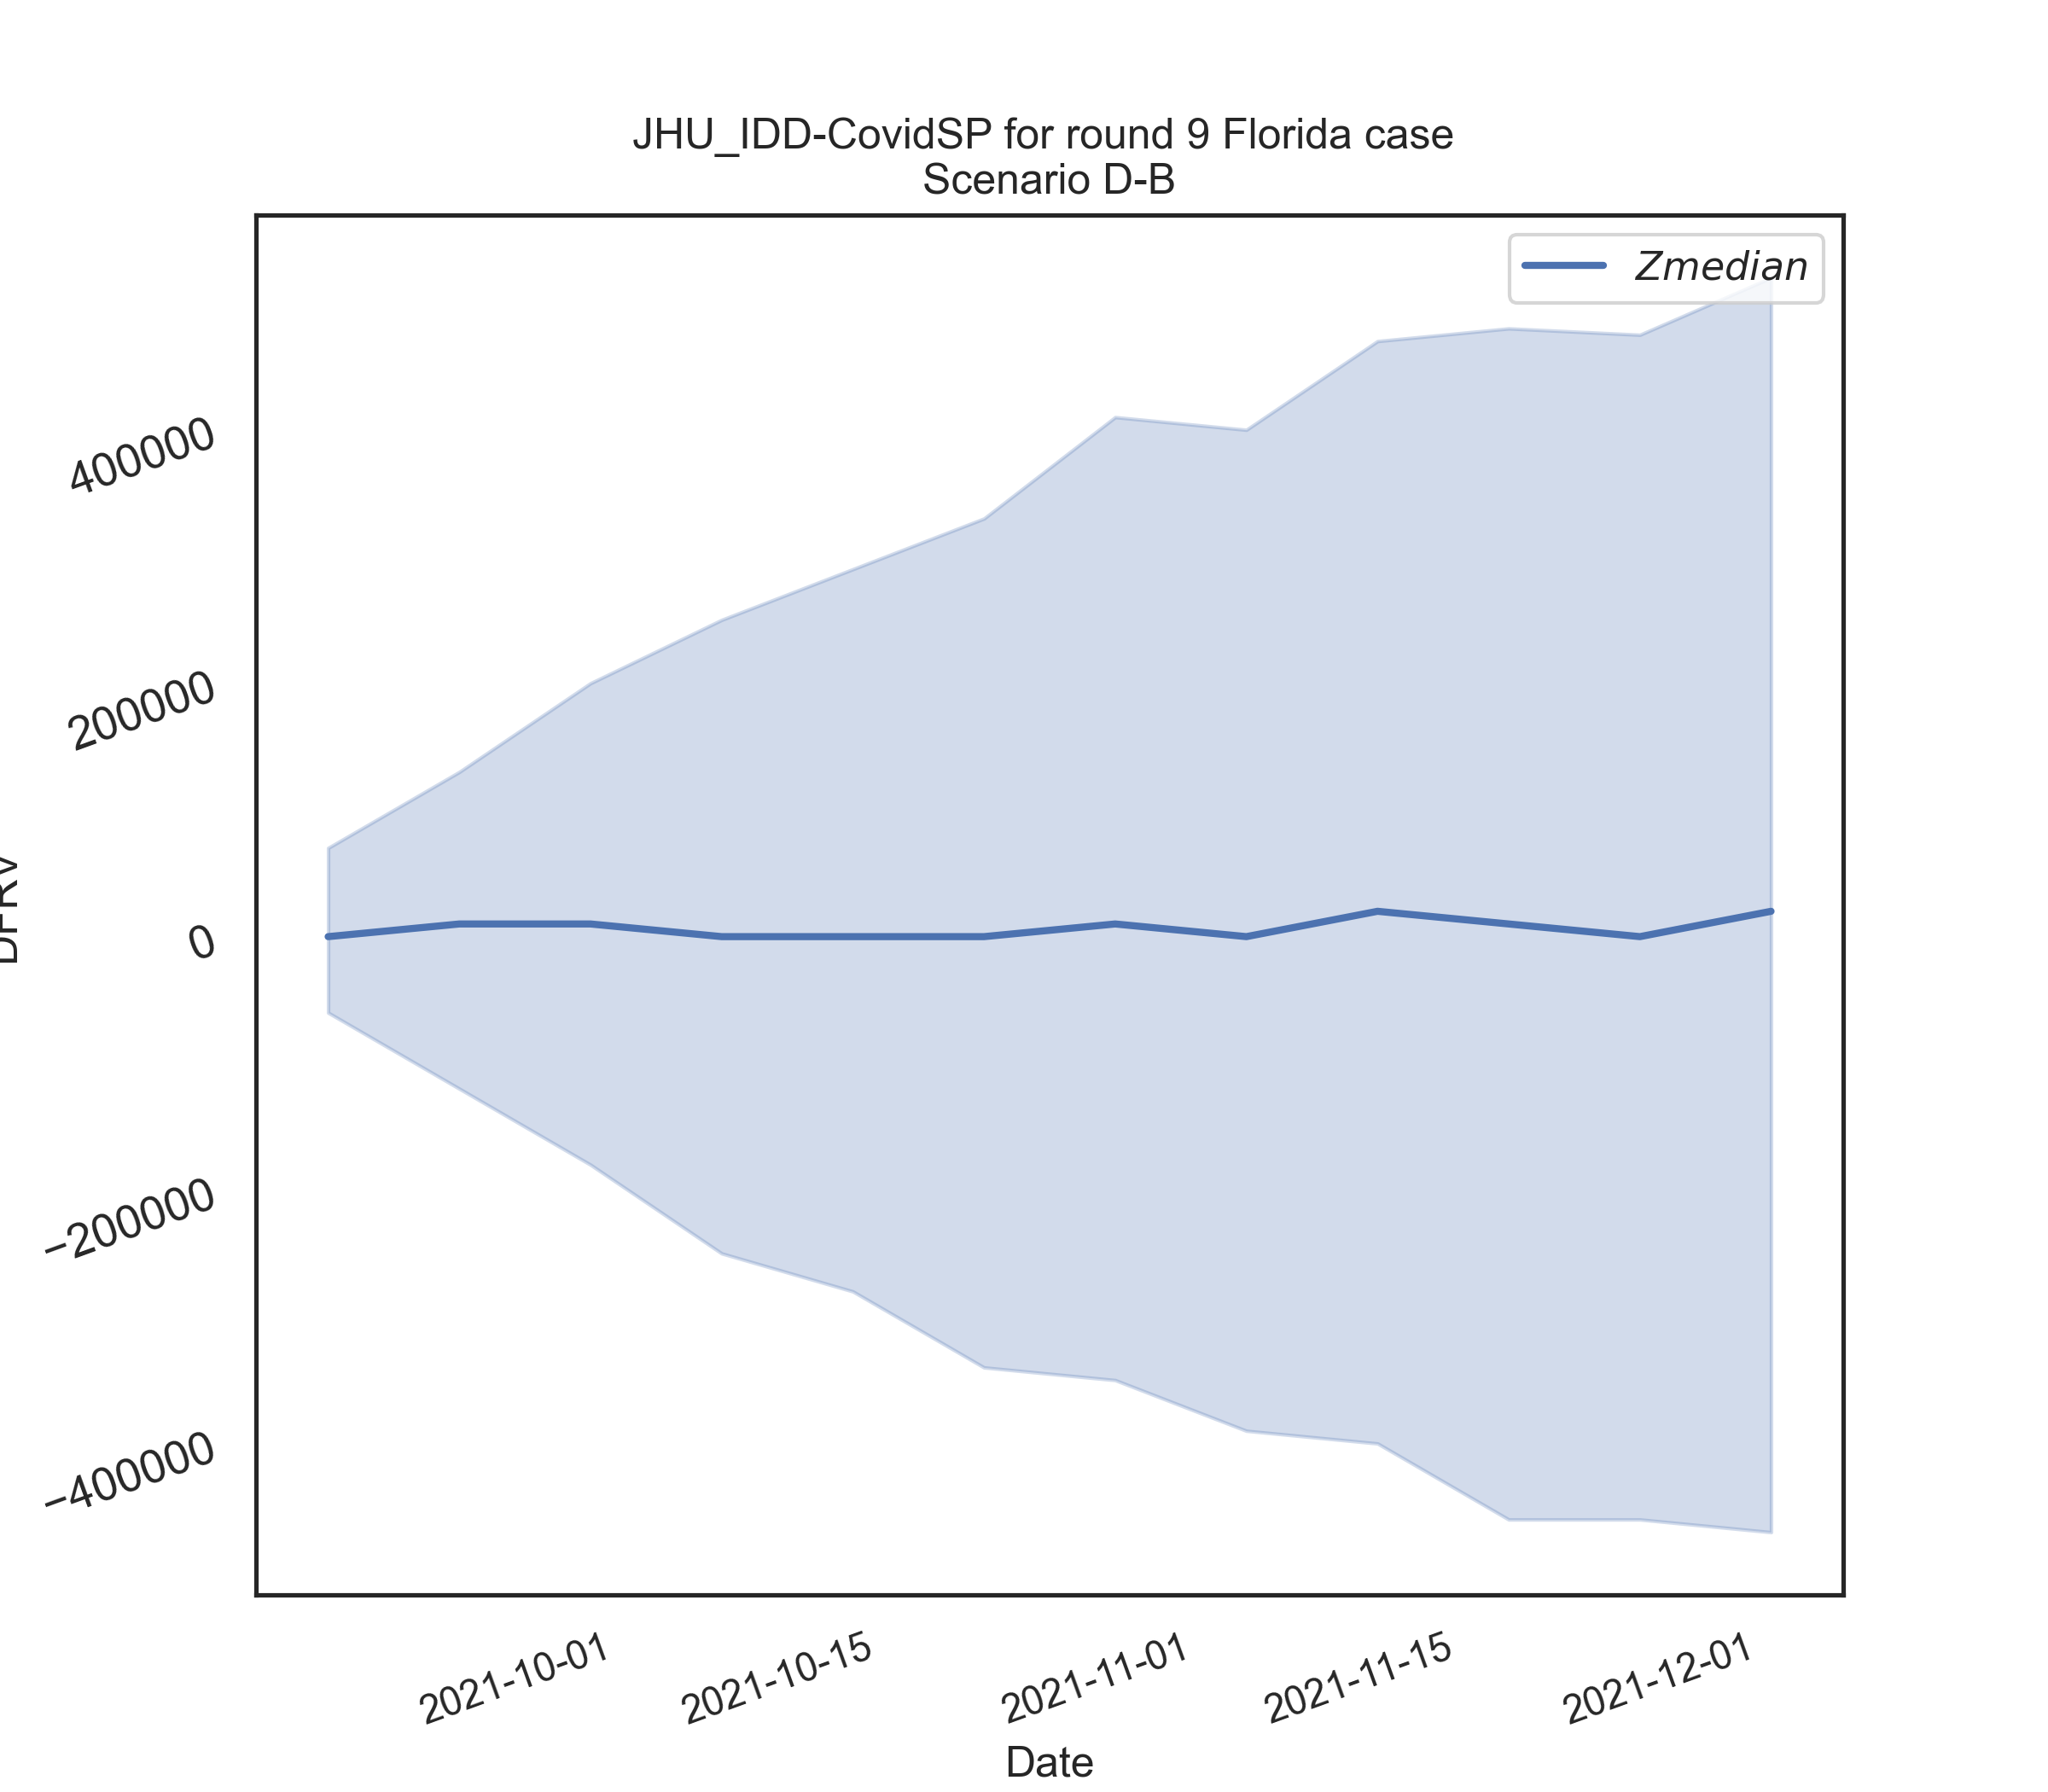 JHU_IDD-CovidSP for round 9 Florida case
Scenario D-B
Zmedian
400000
200000
0
−200000
−400000
2021-10-01
2021-10-15
2021-11-01
2021-11-15
2021-12-01
Date